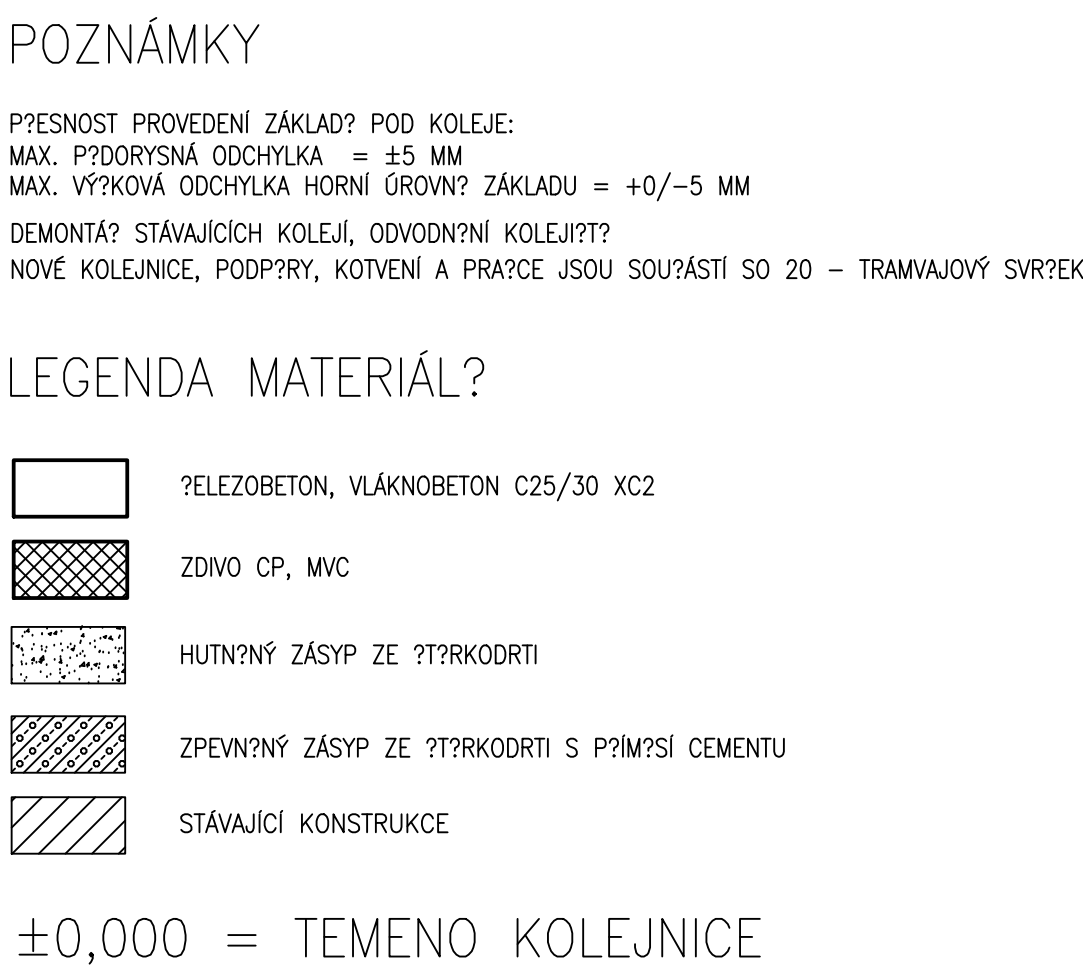 POZNÁMKY
P?ESNOST PROVEDENÍ ZÁKLAD? POD KOLEJE:
MAX. P?DORYSNÁ ODCHYLKA = ±5 MM
MAX. VÝ?KOVÁ ODCHYLKA HORNÍ ÚROVN? ZÁKLADU = +0/−5 MM
DEMONTÁ? STÁVAJÍCÍCH KOLEJÍ, ODVODN?NÍ KOLEJI?T?
NOVÉ KOLEJNICE, PODP?RY, KOTVENÍ A PRA?CE JSOU SOU?ÁSTÍ SO 20 − TRAMVAJOVÝ SVR?EK
LEGENDA MATERIÁL?
?ELEZOBETON, VLÁKNOBETON C25/30 XC2
ZDIVO CP, MVC
HUTN?NÝ ZÁSYP ZE ?T?RKODRTI
ZPEVN?NÝ ZÁSYP ZE ?T?RKODRTI S P?ÍM?SÍ CEMENTU
STÁVAJÍCÍ KONSTRUKCE
±0,000 = TEMENO KOLEJNICE